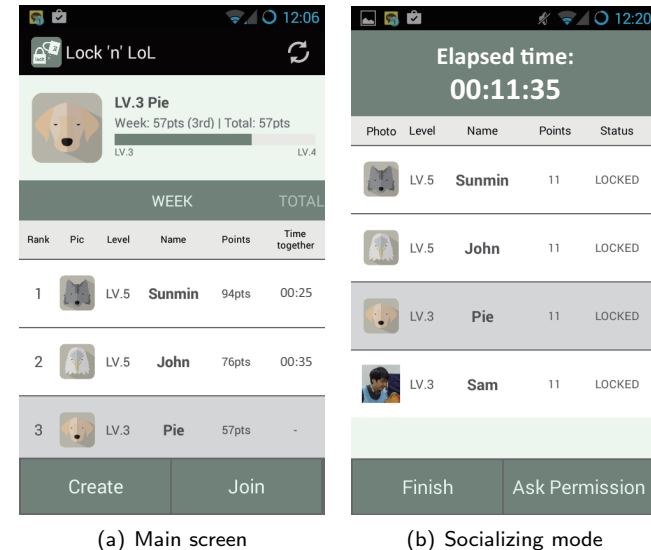 12:06
lock
Lock 'n' LoL
LV.3 Pie
Week: 57pts (3rd) | Total: 57pts
LV.3 LV.4
WEEK TOTAL
Rank Pic Level Name Points Time together
1 LV.5 Sunmin 94pts 00:25
2 LV.5 John 76pts 00:35
3 LV.3 Pie 57pts -
Create Join
(a) Main screen
12:20
Elapsed time:
00:11:35
Photo Level Name Points Status
LV.5 Sunmin 11 LOCKED
LV.5 John 11 LOCKED
LV.3 Pie 11 LOCKED
LV.3 Sam 11 LOCKED
Finish Ask Permission
(b) Socializing mode